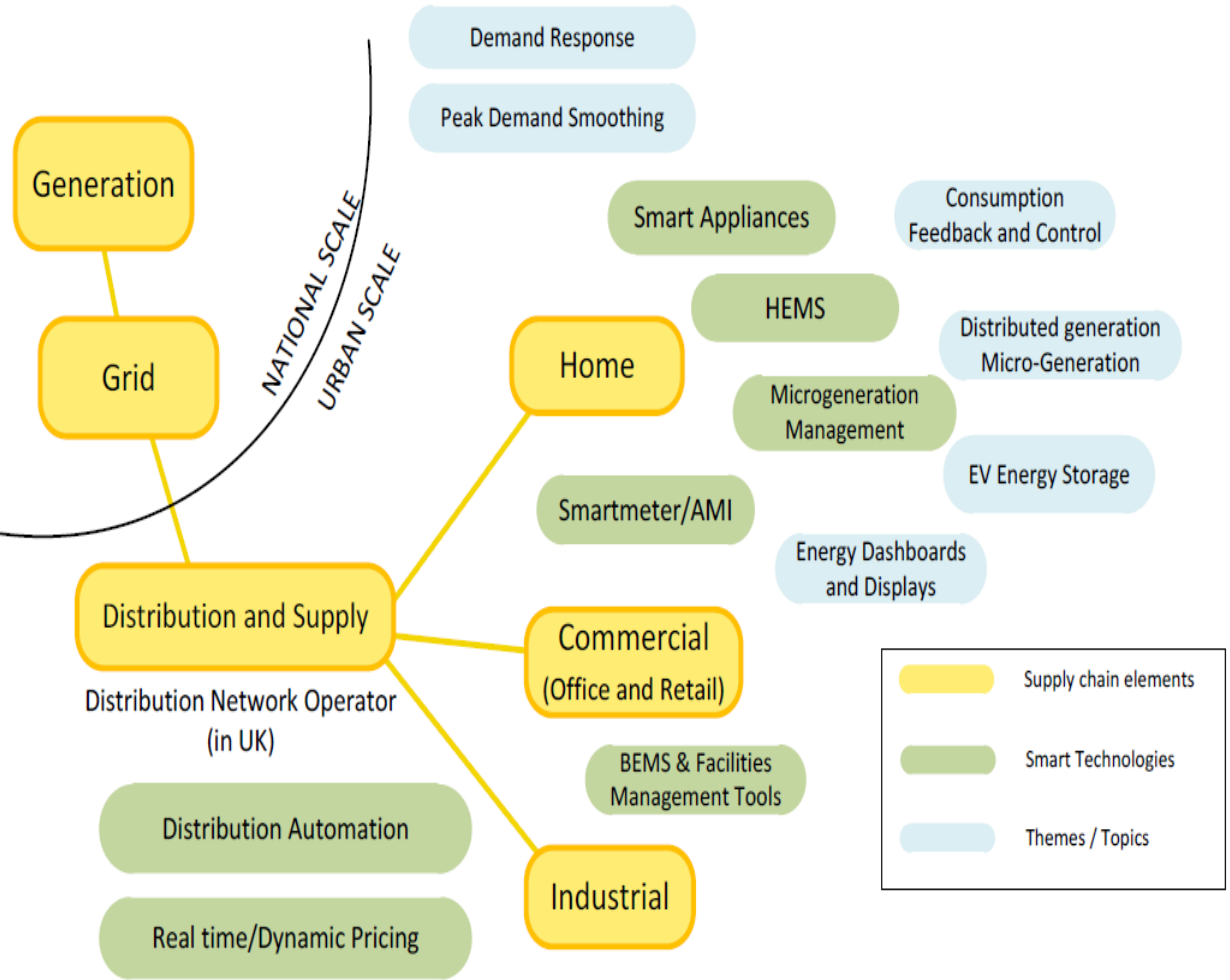 Demand Response
Peak Demand Smoothing
Generation
Grid
NATIONAL SCALE
URBAN SCALE
Smart Appliances
Consumption
Feedback and Control
HEMS
Home
Distributed generation
Micro-Generation
Microgeneration
Management
EV Energy Storage
Smartmeter/AMI
Energy Dashboards
and Displays
Distribution and Supply
Distribution Network Operator
(in UK)
Commercial
(Office and Retail)
BEMS & Facilities
Management Tools
Distribution Automation
Real time/Dynamic Pricing
Industrial
Supply chain elements
Smart Technologies
Themes / Topics